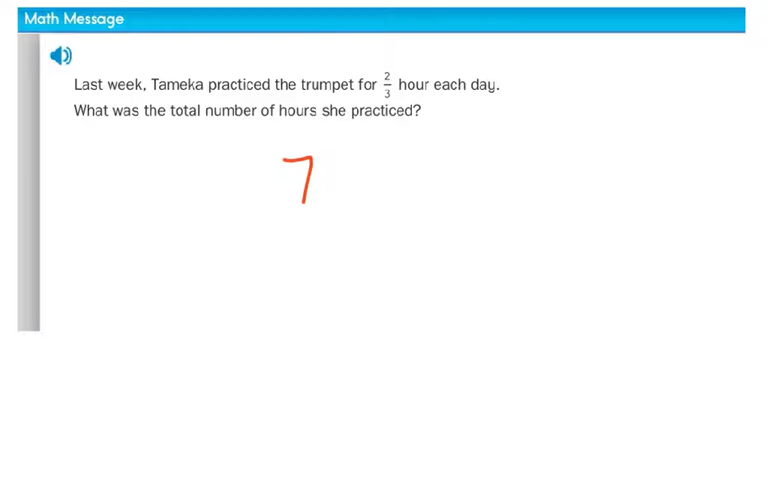 Math Message
Last week, Tameka practiced the trumpet for 2/3 hour each day.
What was the total number of hours she practiced?
7